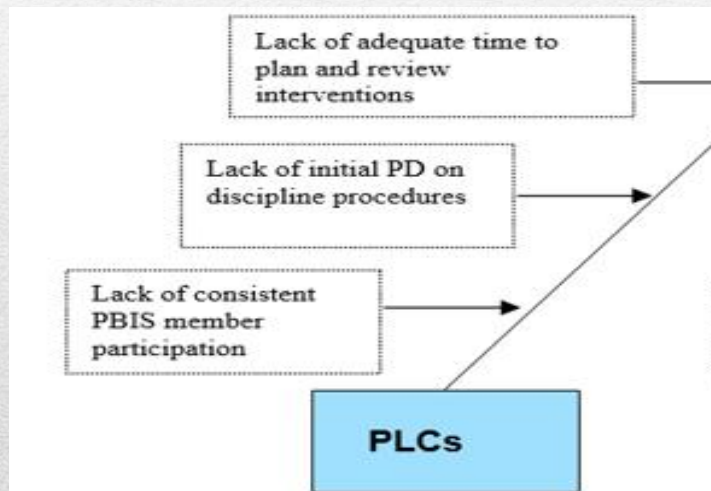 Lack of adequate time to
plan and review
interventions
Lack of initial PD on
discipline procedures
Lack of consistent
PBIS member
participation
PLCs